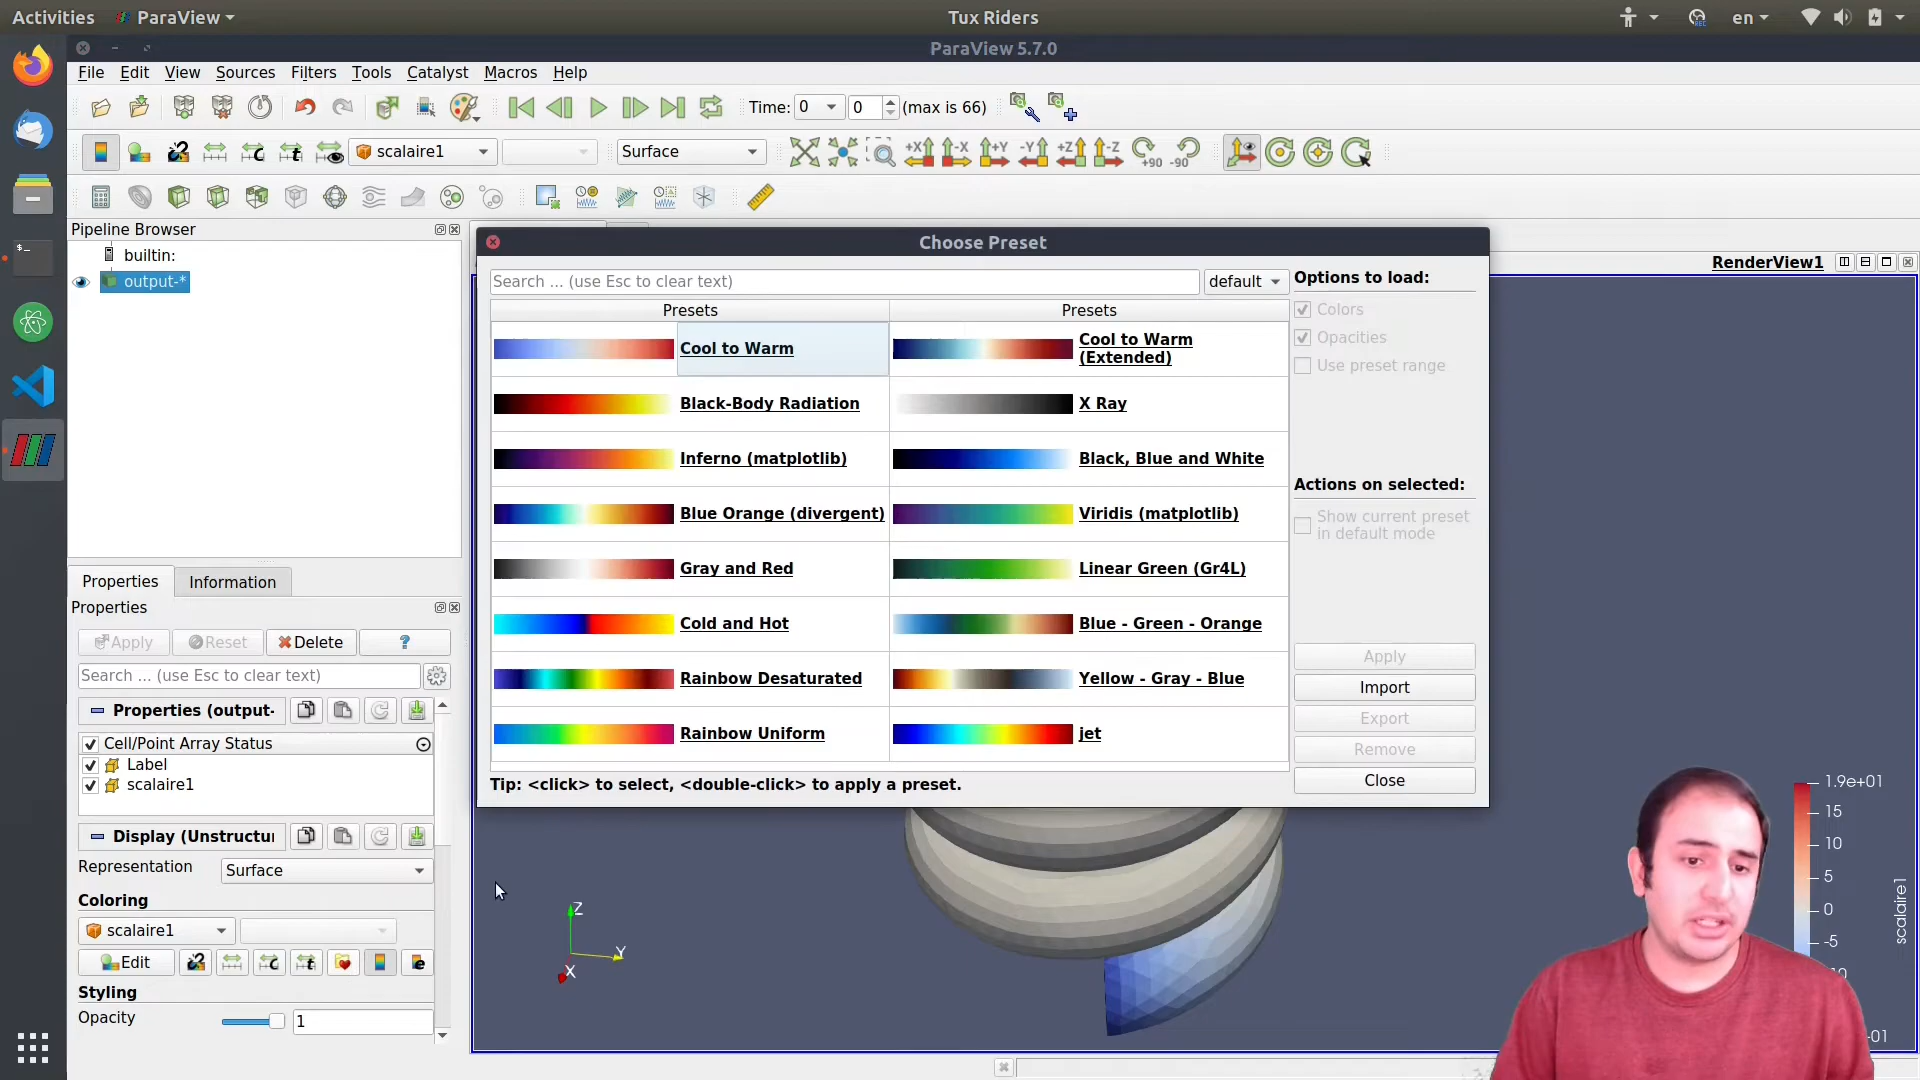 Activities
ParaView
Tux Riders
en
ParaView 5.7.0
File Edit View Sources Filters Tools Catalyst Macros Help
Time: 0 0 (max is 66)
scalaire1
Surface
+X -X +Y -Y +Z -Z +90 -90
Pipeline Browser
builtin:
output-*
RenderView1
Choose Preset
Search ... (use Esc to clear text)
default
Options to load:
Presets
Presets
Colors
Opacities
Use preset range
Cool to Warm
Cool to Warm
(Extended)
Black-Body Radiation
X Ray
Inferno (matplotlib)
Black, Blue and White
Blue Orange (divergent)
Viridis (matplotlib)
Gray and Red
Linear Green (Gr4L)
Cold and Hot
Blue - Green - Orange
Rainbow Desaturated
Yellow - Gray - Blue
Rainbow Uniform
jet
Actions on selected:
Show current preset
in default mode
Apply
Import
Export
Remove
Close
Tip: <click> to select, <double-click> to apply a preset.
Properties
Information
Properties
Apply
Reset
Delete
?
Search ... (use Esc to clear text)
Properties (output-
Cell/Point Array Status
Label
scalaire1
Display (Unstructur
Representation
Surface
Coloring
scalaire1
Edit
Styling
Opacity
1
Z
Y
X
1.9e+01
15
10
5
0
-5
scalaire1